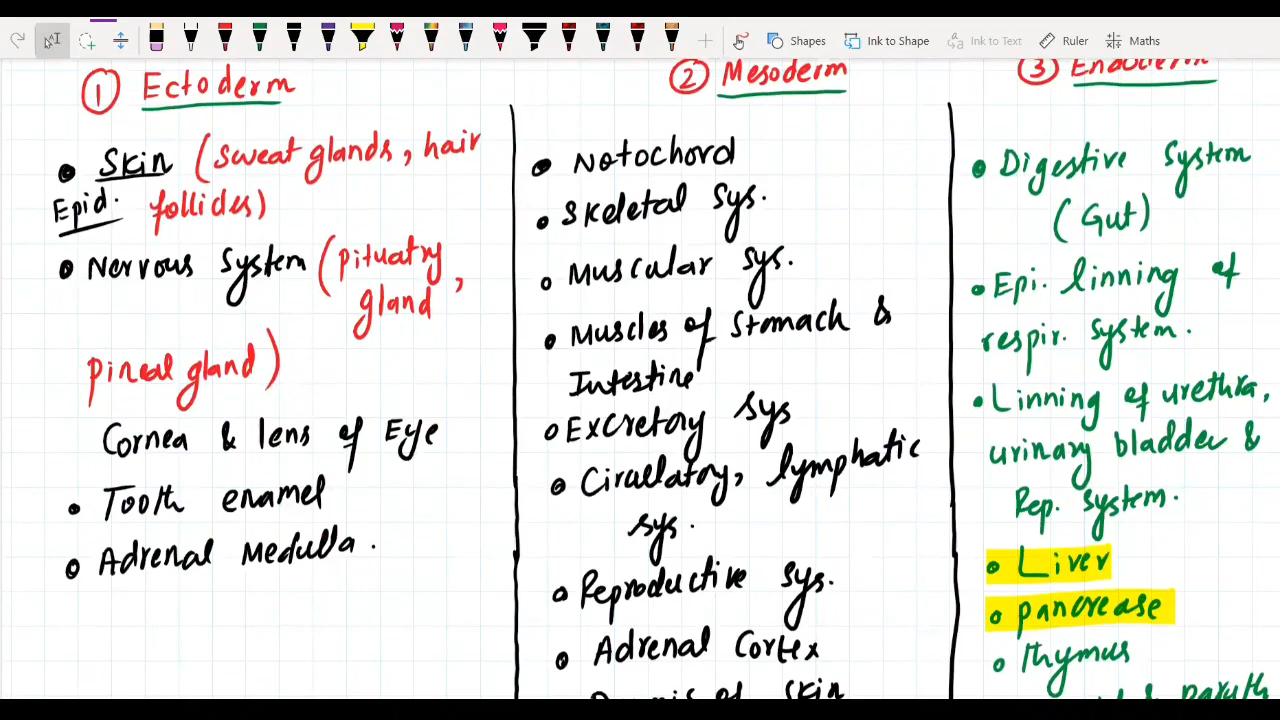 Shapes Ink to Shape Ink to Text Ruler Maths
① Ectoderm
• Skin (sweat glands, hair
Epid. follicles)
• Nervous System (pituatry
gland,
pineal gland)
Cornea & lens of Eye
• Tooth enamel
• Adrenal Medulla.
② Mesoderm
• Notochord
• Skeletal Sys.
• Muscular sys.
• Muscles of Stomach &
Intestine
• Excretory sys
• Circulatory, lymphatic
sys.
• Reproductive sys.
• Adrenal Cortex
of skin
③ Endoderm
• Digestive System
(Gut)
• Epi. linning of
respir. system.
• Linning of urethra,
urinary bladder &
Rep. system.
• Liver
• pancrease
• thymus